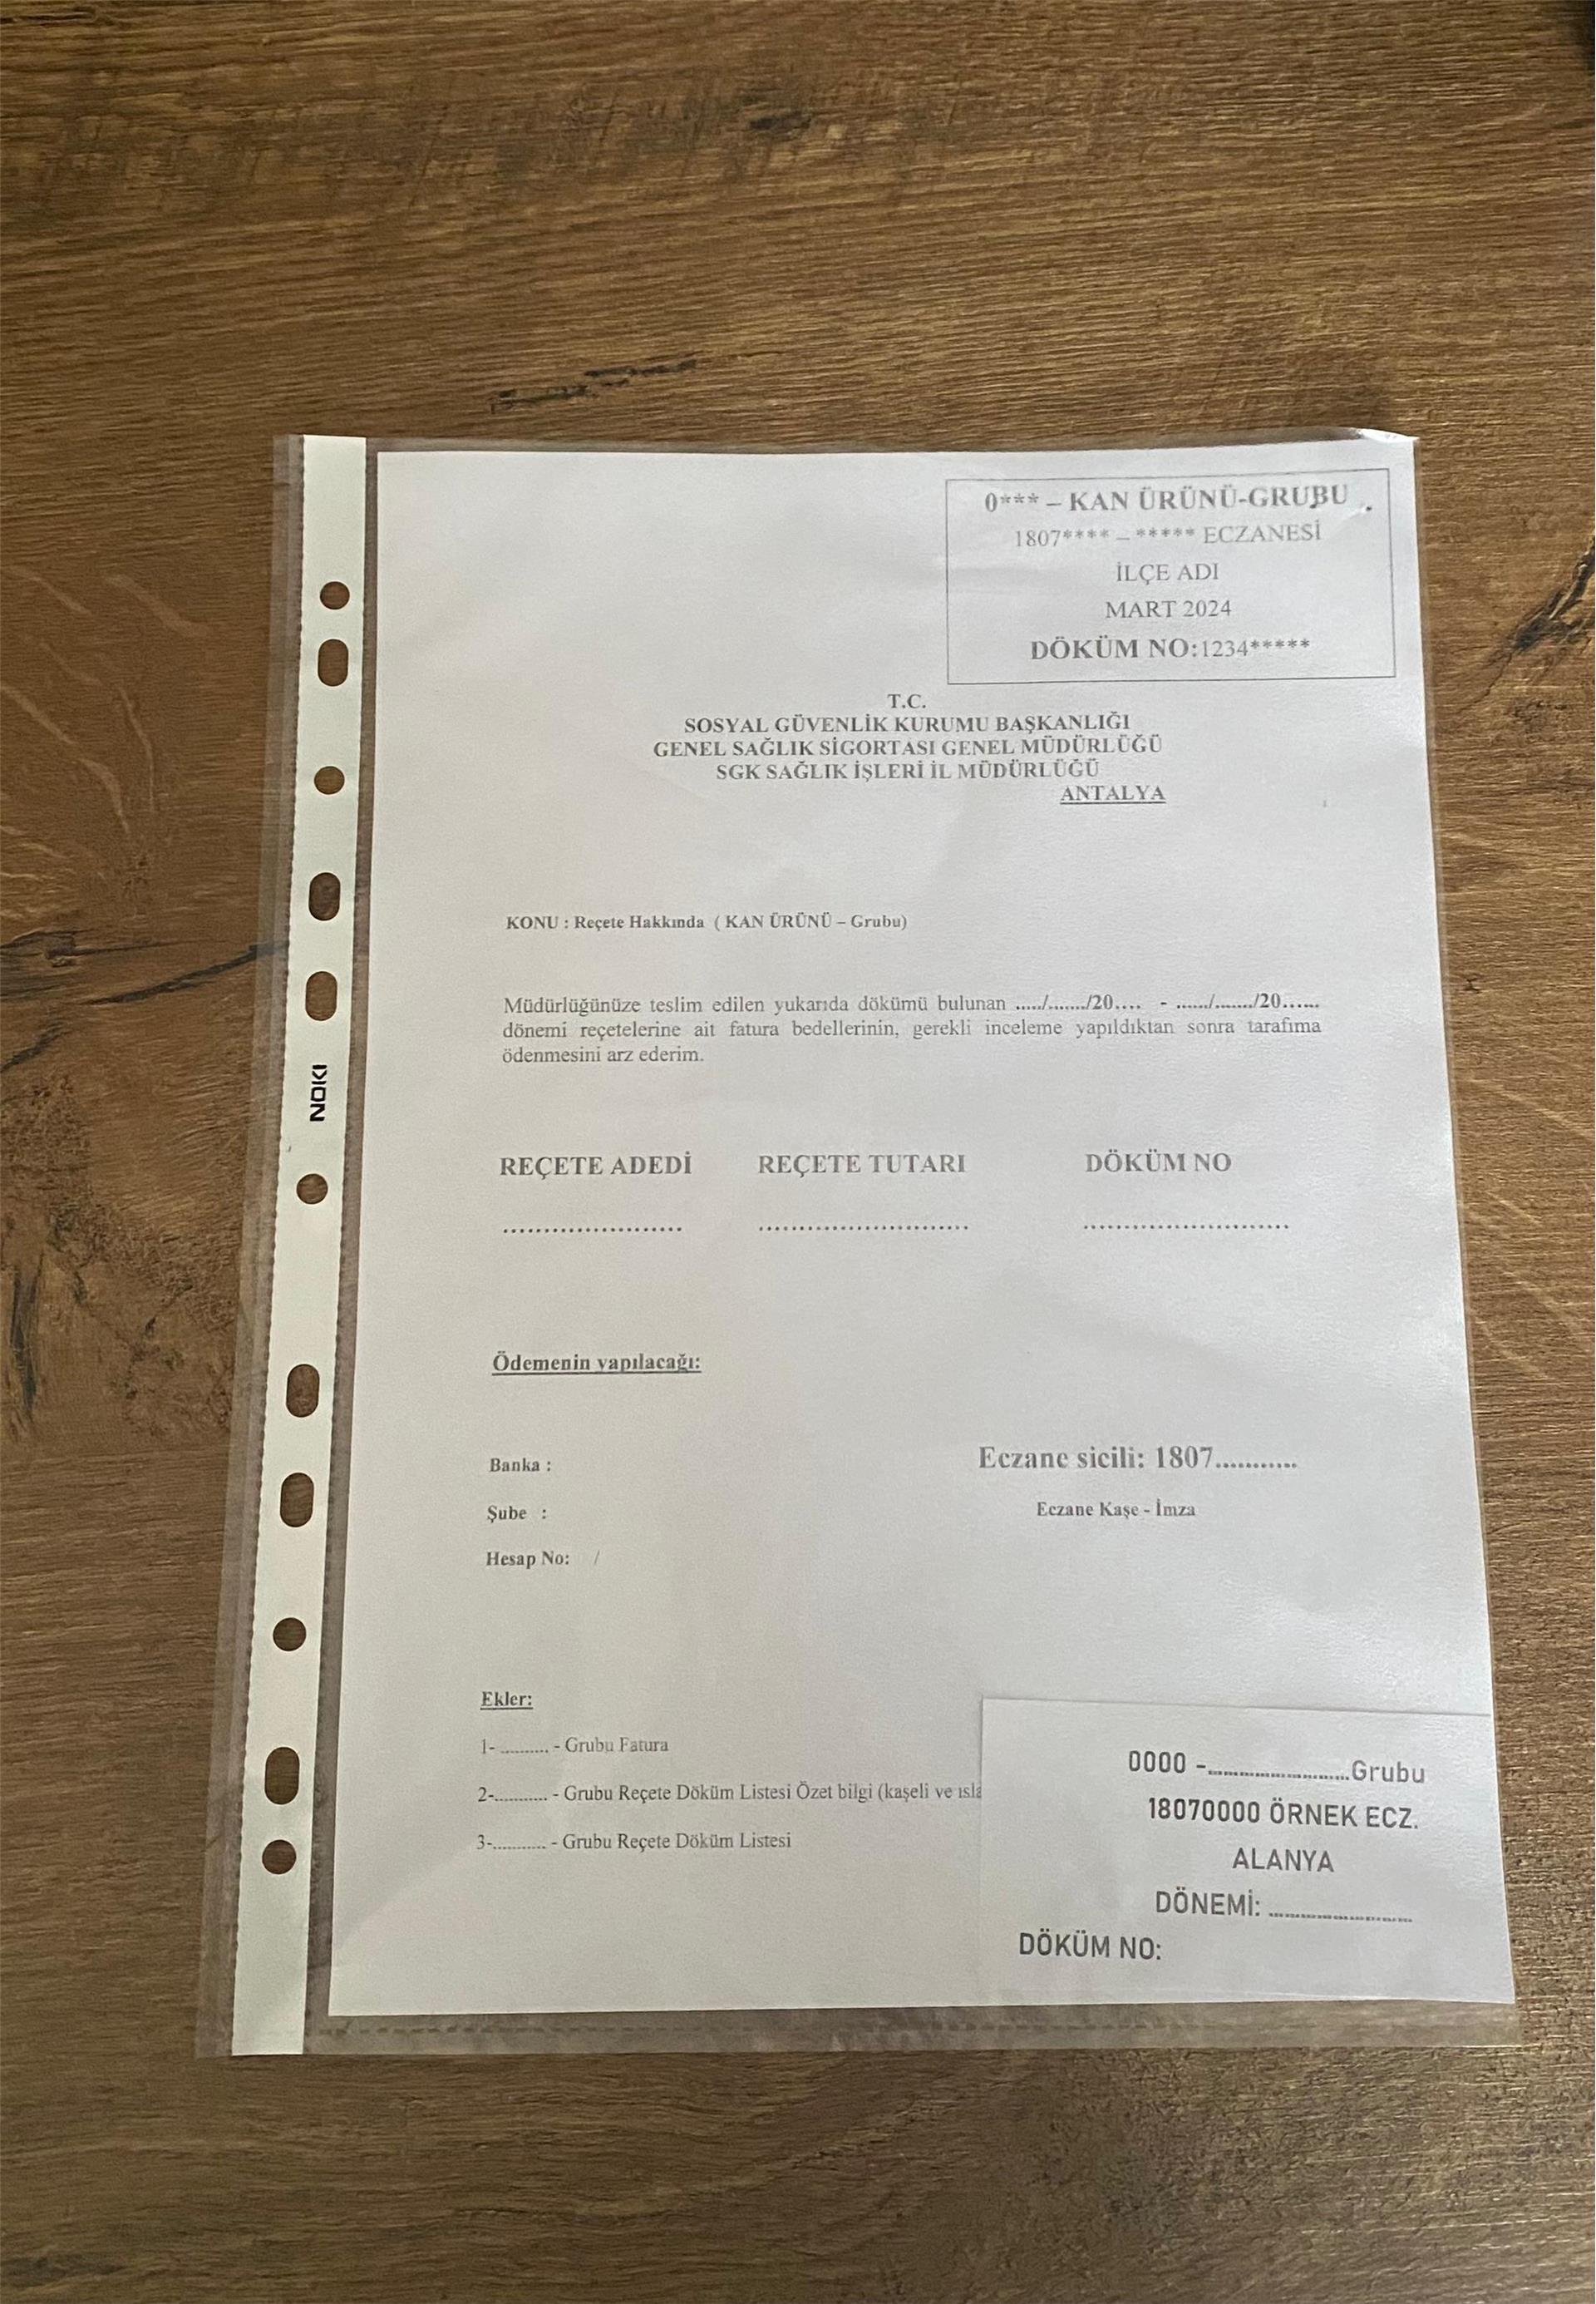 0*** – KAN ÜRÜNÜ-GRUBU
1807**** – ***** ECZANESİ
İLÇE ADI
MART 2024
DÖKÜM NO:1234*****
T.C.
SOSYAL GÜVENLİK KURUMU BAŞKANLIĞI
GENEL SAĞLIK SİGORTASI GENEL MÜDÜRLÜĞÜ
SGK SAĞLIK İŞLERİ İL MÜDÜRLÜĞÜ
ANTALYA
KONU : Reçete Hakkında ( KAN ÜRÜNÜ – Grubu)
Müdürlüğünüze teslim edilen yukarıda dökümü bulunan ...../......./20.... - ....../......./20......
dönemi reçetelerine ait fatura bedellerinin, gerekli inceleme yapıldıktan sonra tarafıma
ödenmesini arz ederim.
NOKI
REÇETE ADEDİ REÇETE TUTARI DÖKÜM NO
...................... .......................... .........................
Ödemenin yapılacağı:
Banka : Eczane sicili: 1807...........
Şube : Eczane Kaşe - İmza
Hesap No: /
Ekler:
1- .......... - Grubu Fatura
2-........... - Grubu Reçete Döküm Listesi Özet bilgi (kaşeli ve ısla
3-........... - Grubu Reçete Döküm Listesi
0000 -........................Grubu
18070000 ÖRNEK ECZ.
ALANYA
DÖNEMİ: ........................
DÖKÜM NO: